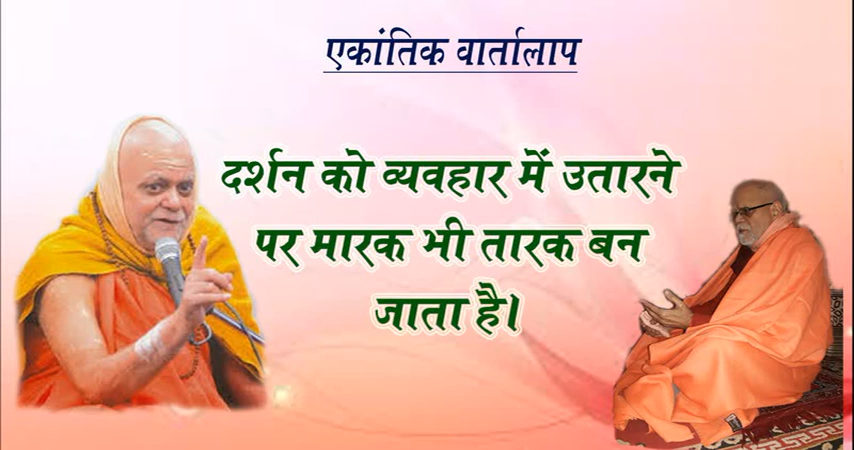 एकांतिक वार्तालाप
दर्शन को व्यवहार में उतारने
पर मारक भी तारक बन
जाता है।